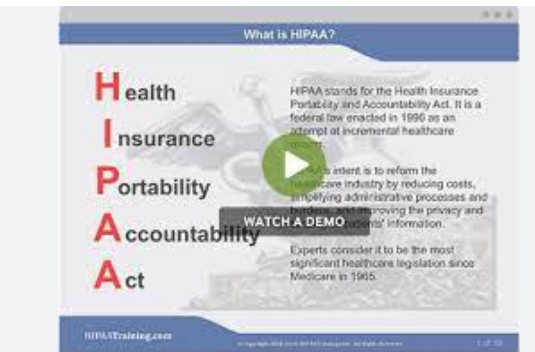 What is HIPAA?
Health
Insurance
Portability
Accountability
Act
HIPAA stands for the Health Insurance
Portability and Accountability Act. It is a
federal law enacted in 1996 as an
attempt at incremental healthcare
intent is to reform the
healthcare industry by reducing costs,
simplifying administrative processes and
and improving the privacy and
patients' information.
WATCH A DEMO
Experts consider it to be the most
significant healthcare legislation since
Medicare in 1965.
HIPAATraining.com